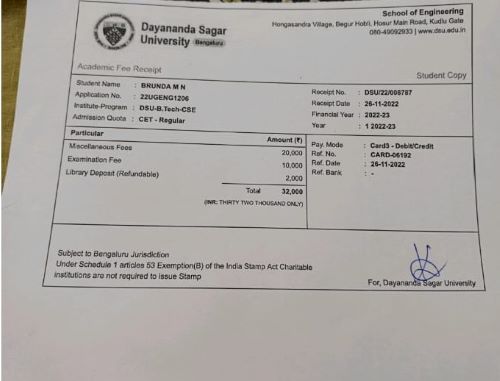 School of Engineering
Hongasandra Village, Begur Hobli, Hosur Main Road, Kudlu Gate
080-49092933 | www.dsu.edu.in
Dayananda Sagar
University Bengaluru
Academic Fee Receipt
Student Copy
Student Name : BRUNDA M N
Application No. : 22UGENG1206
Institute-Program : DSU-B.Tech-CSE
Admission Quota : CET - Regular
Receipt No. : DSU/22/008787
Receipt Date : 26-11-2022
Financial Year : 2022-23
Year : 1 2022-23
Particular Amount (₹)
Miscellaneous Fees 20,000
Examination Fee 10,000
Library Deposit (Refundable) 2,000
Total 32,000
(INR: THIRTY TWO THOUSAND ONLY)
Pay. Mode : Card3 - Debit/Credit
Ref. No. : CARD-06192
Ref. Date : 26-11-2022
Ref. Bank : -
Subject to Bengaluru Jurisdiction
Under Schedule 1 articles 53 Exemption(B) of the India Stamp Act Charitable
institutions are not required to issue Stamp
For, Dayananda Sagar University